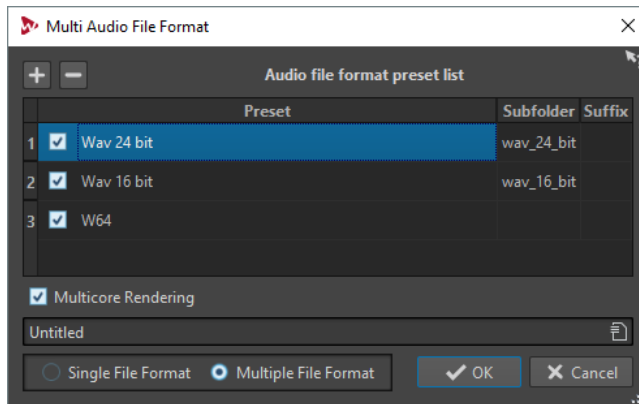 Multi Audio File Format
Audio file format preset list
Preset Subfolder Suffix
1 Wav 24 bit wav_24_bit
2 Wav 16 bit wav_16_bit
3 W64
Multicore Rendering
Untitled
Single File Format Multiple File Format OK Cancel